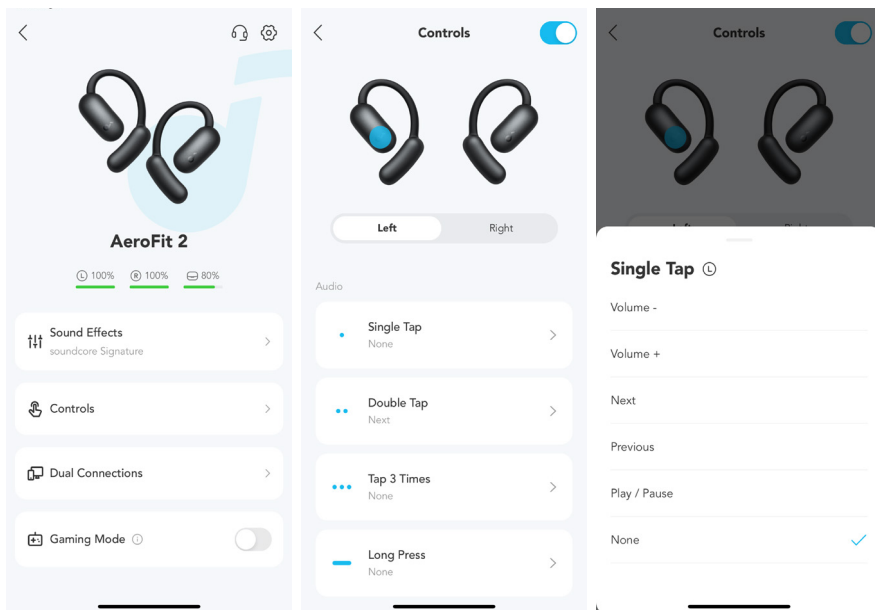 AeroFit 2
L 100%
R 100%
80%
Sound Effects
soundcore Signature
Controls
Dual Connections
Gaming Mode
Controls
Left
Right
Audio
Single Tap
None
Double Tap
Next
Tap 3 Times
None
Long Press
None
Controls
Single Tap L
Volume -
Volume +
Next
Previous
Play / Pause
None